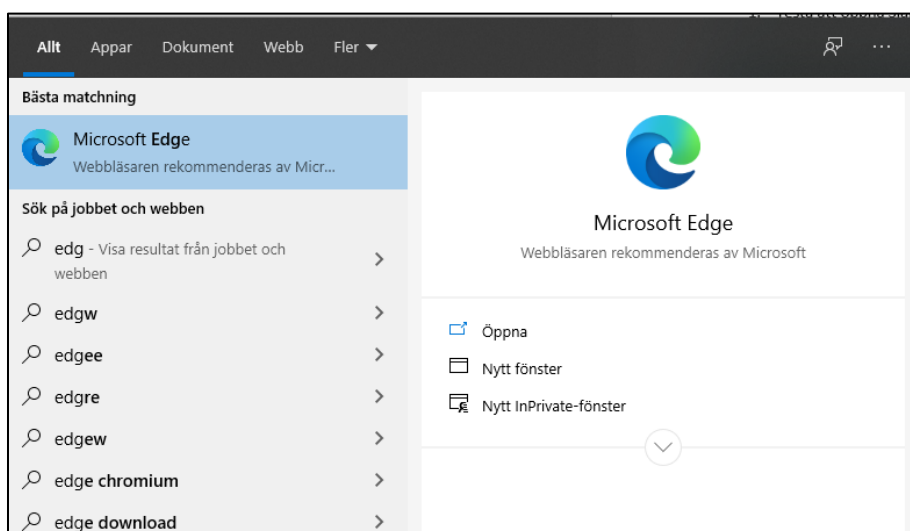 Allt Appar Dokument Webb Fler
Bästa matchning
Microsoft Edge
Webbläsaren rekommenderas av Micr...
Sök på jobbet och webben
edg - Visa resultat från jobbet och
webben
edgw
edgee
edgre
edgew
edge chromium
edge download
Microsoft Edge
Webbläsaren rekommenderas av Microsoft
Öppna
Nytt fönster
Nytt InPrivate-fönster